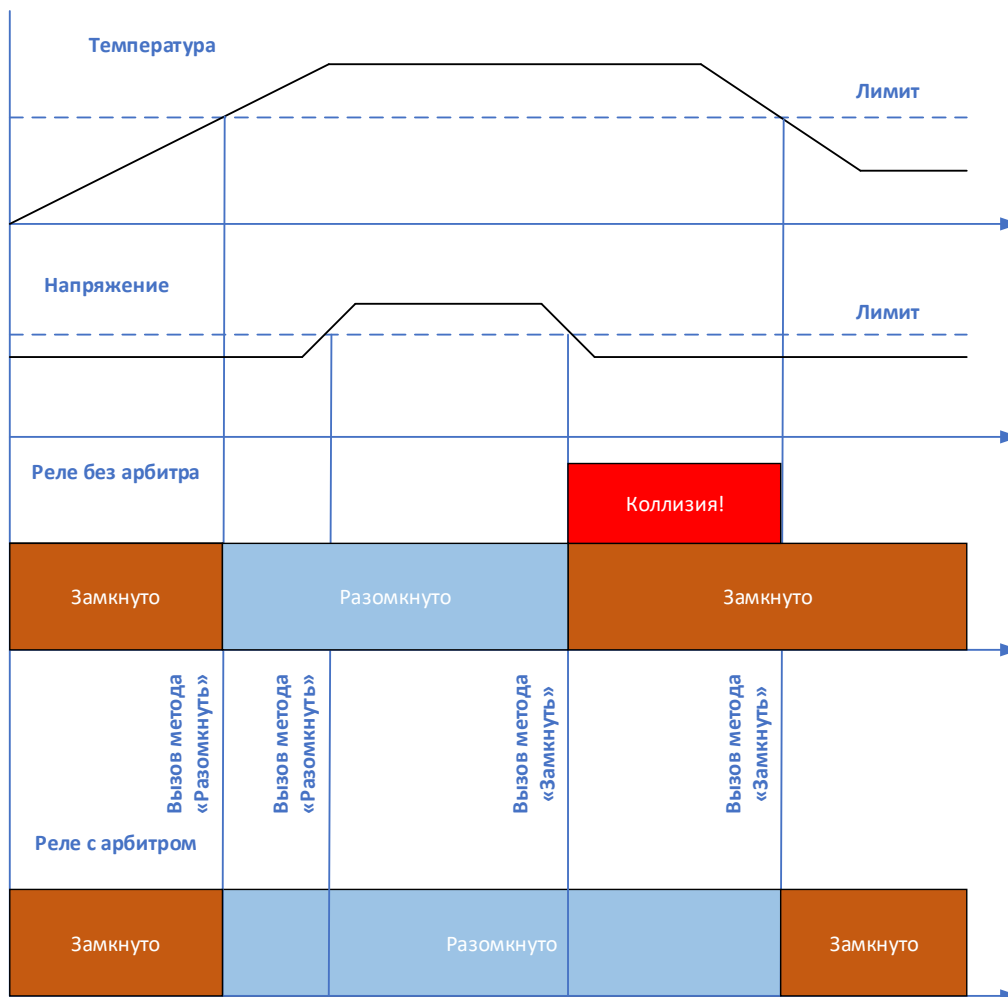 Температура
Лимит
Напряжение
Лимит
Реле без арбитра
Коллизия!
Замкнуто
Разомкнуто
Замкнуто
Вызов метода
«Разомкнуть»
Вызов метода
«Разомкнуть»
Вызов метода
«Замкнуть»
Вызов метода
«Замкнуть»
Реле с арбитром
Замкнуто
Разомкнуто
Замкнуто